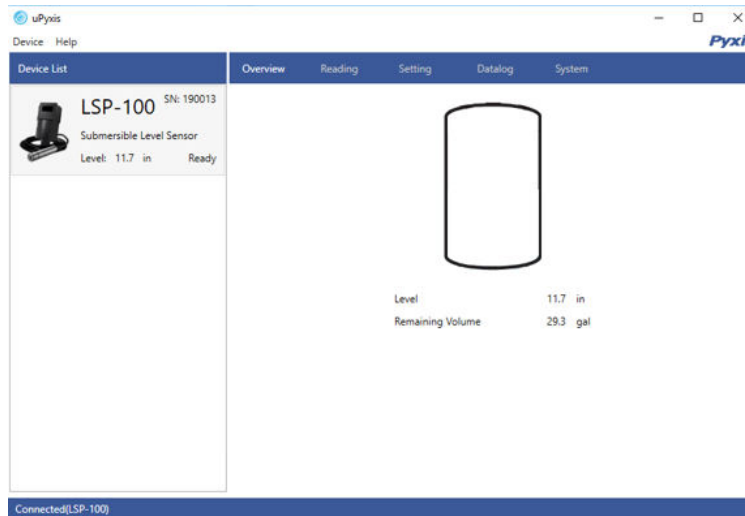 uPyxis
Device Help
Pyxi
Device List
Overview Reading Setting Datalog System
LSP-100 SN: 190013
Submersible Level Sensor
Level: 11.7 in Ready
Level 11.7 in
Remaining Volume 29.3 gal
Connected(LSP-100)